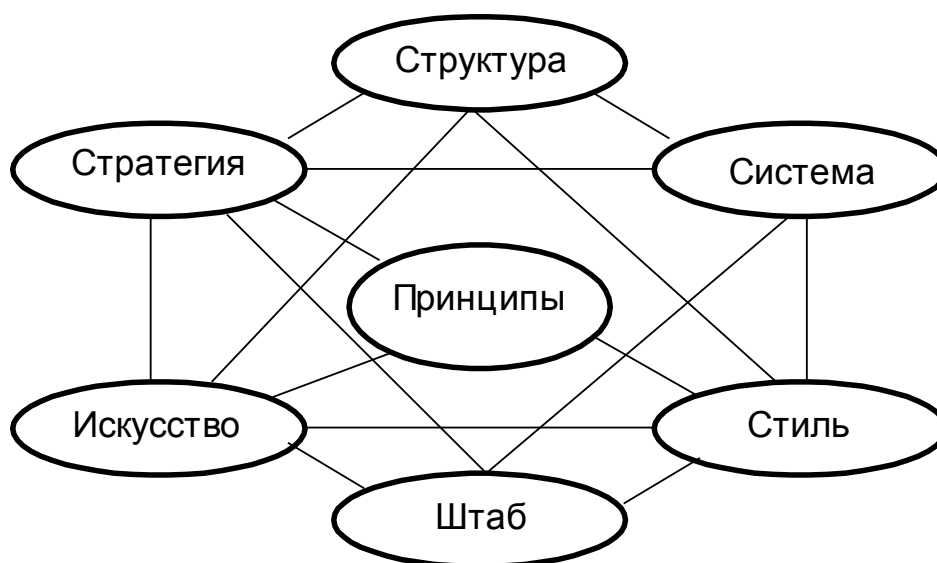 Структура
Стратегия
Система
Принципы
Искусство
Стиль
Штаб